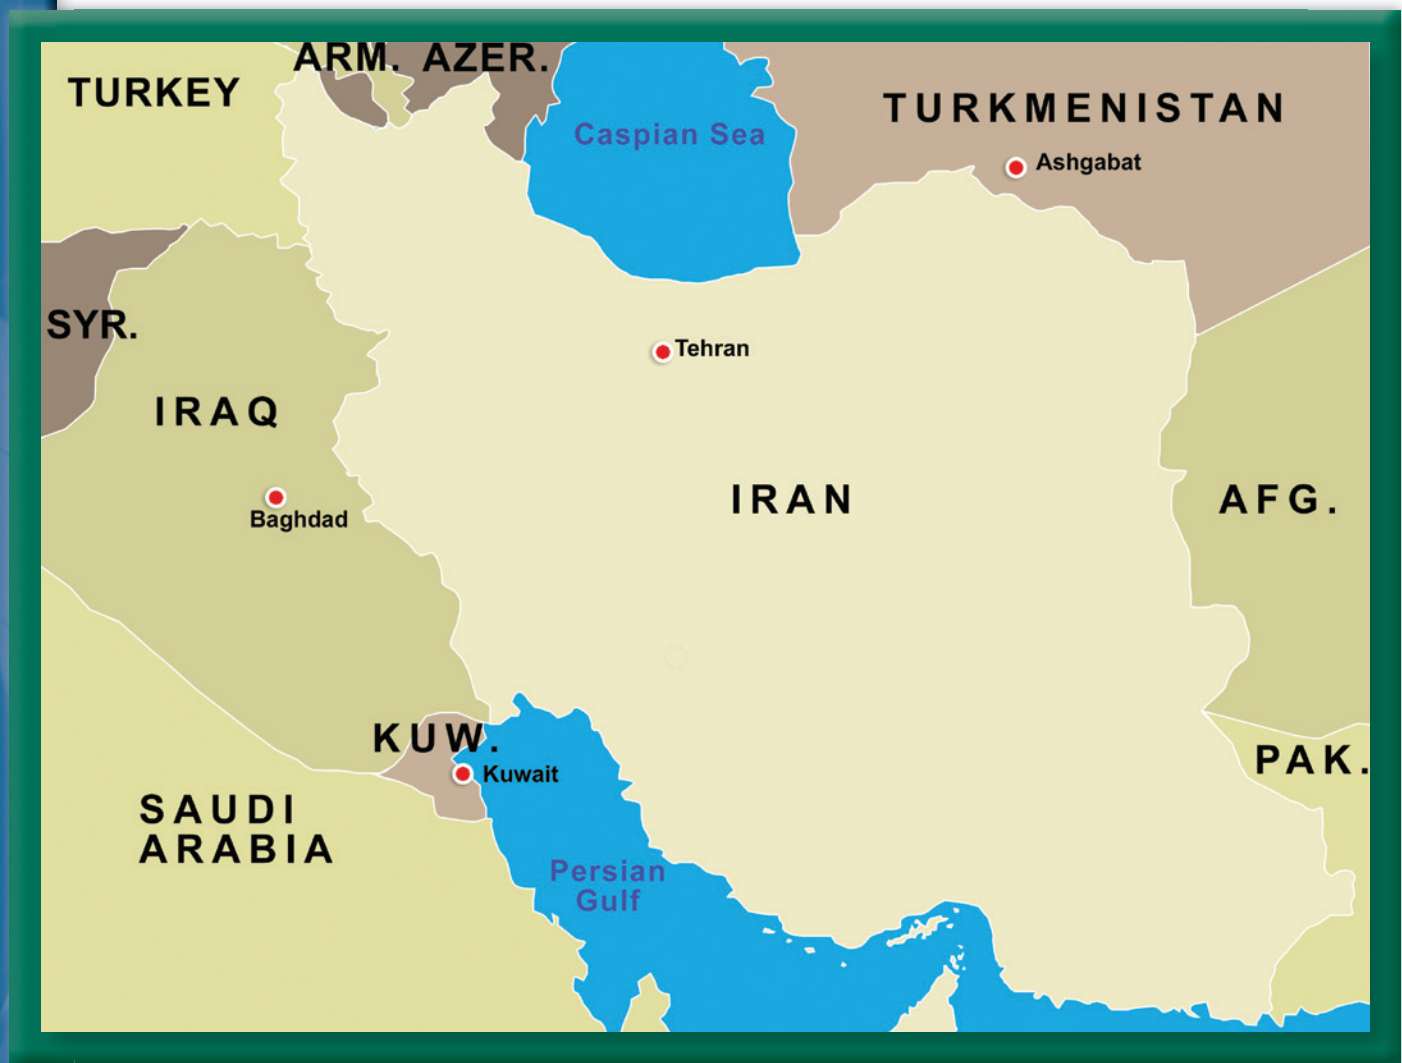 ARM. AZER.
TURKEY
TURKMENISTAN
Caspian Sea
Ashgabat
SYR.
Tehran
IRAQ
IRAN
AFG.
Baghdad
KUW.
PAK.
Kuwait
SAUDI
ARABIA
Persian
Gulf